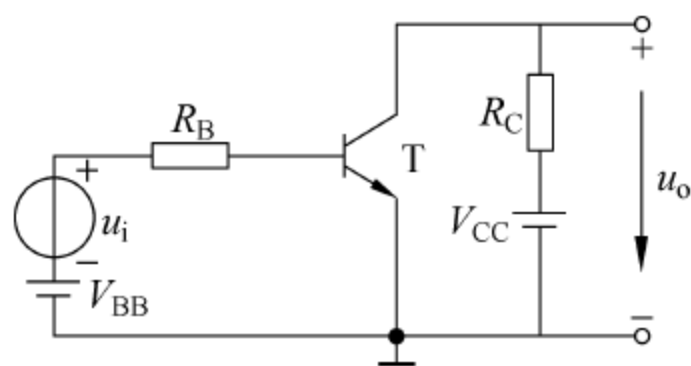 R_B
T
R_C
+
u_o
V_CC
+
u_i
−
V_BB
−